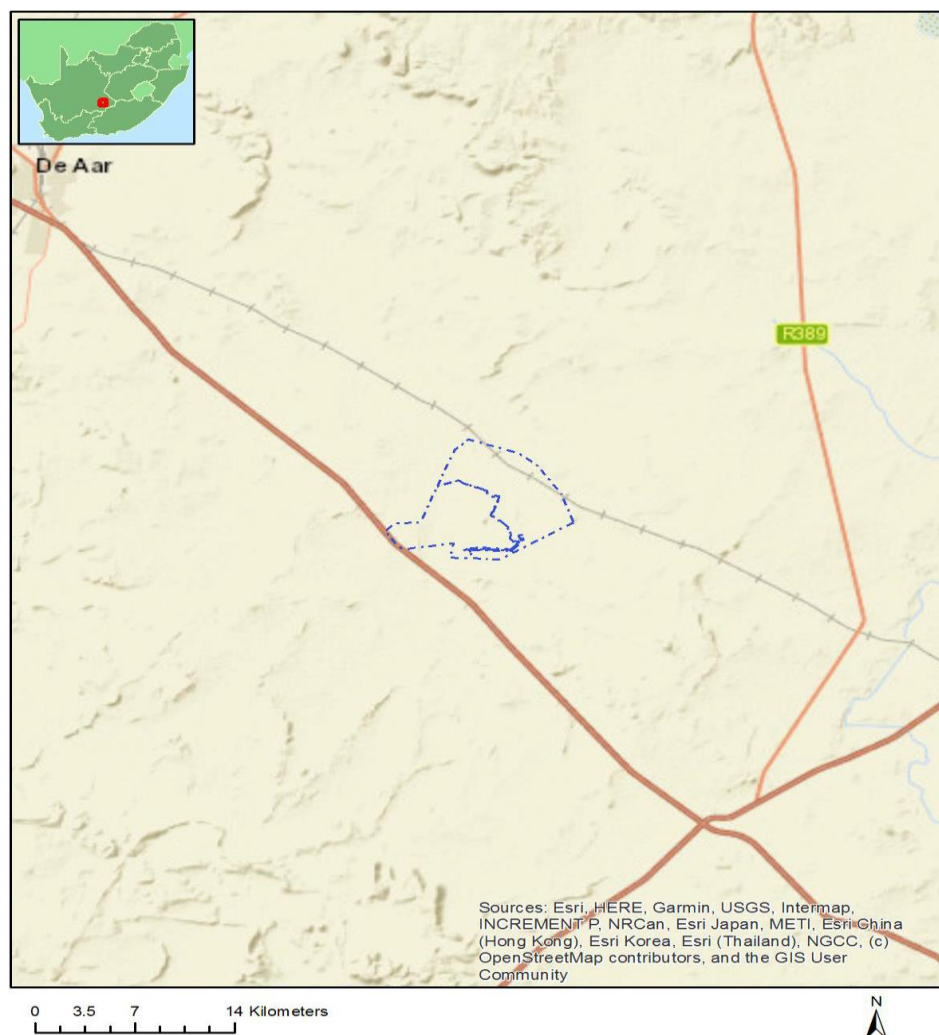 De Aar
R389
Sources: Esri, HERE, Garmin, USGS, Intermap,
INCREMENT P, NRCan, Esri Japan, METI, Esri China
(Hong Kong), Esri Korea, Esri (Thailand), NGCC, (c)
OpenStreetMap contributors, and the GIS User
Community
0 3.5 7 14 Kilometers
N